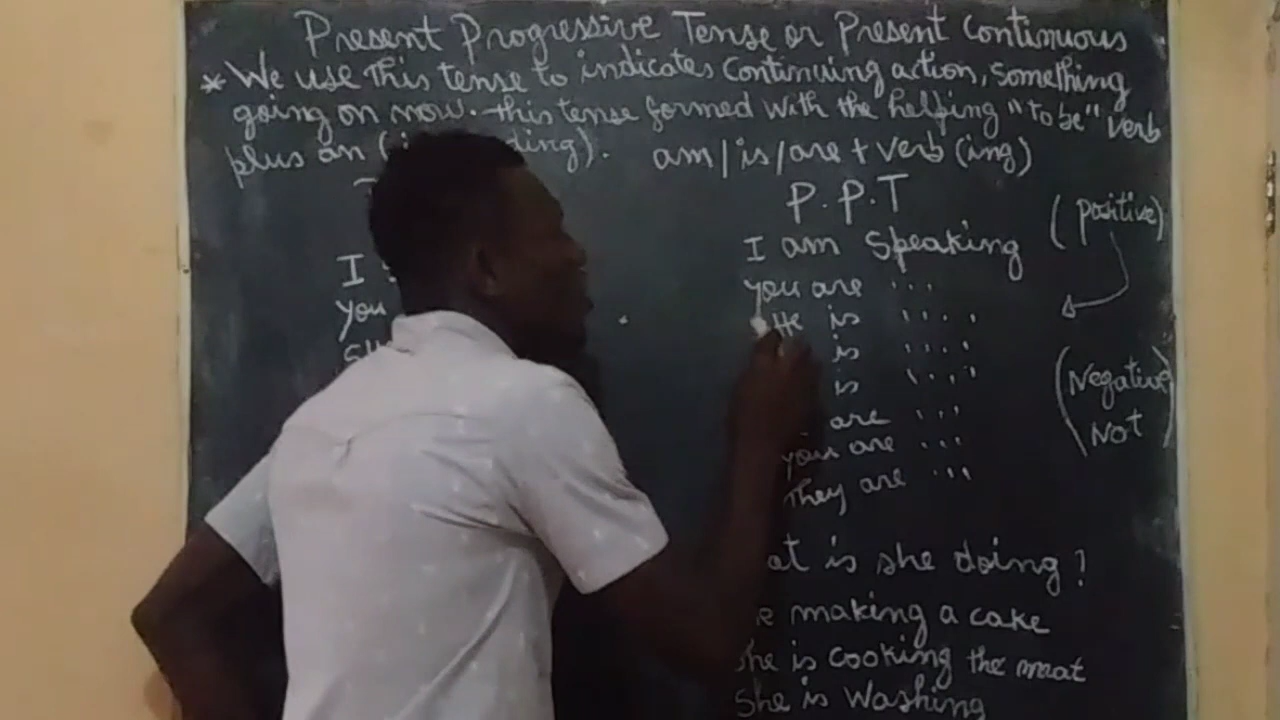 Present Progressive Tense or Present Continuous
* We use this tense to indicates continuing action, something
going on now. this tense formed with the helping "to be" verb
plus an ( ding). am / is / are + verb (ing)
P.P.T
(positive)
I
I am Speaking
you
you are ...
He is ....
is ....
is ....
(Negative
Not)
are ...
your are ...
They are ...
is she doing?
making a cake
she is cooking the meat
She is Washing